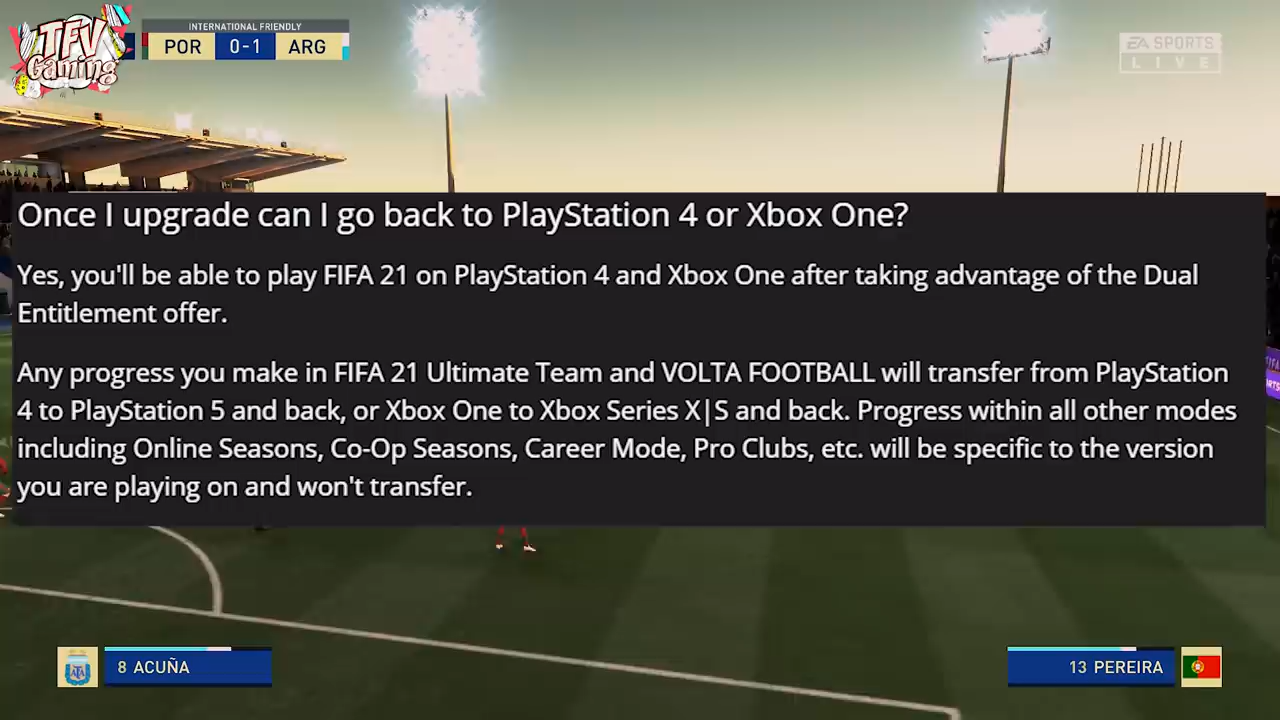 TFV
Gaming
INTERNATIONAL FRIENDLY
POR 0-1 ARG
EA SPORTS
LIVE
Once I upgrade can I go back to PlayStation 4 or Xbox One?
Yes, you'll be able to play FIFA 21 on PlayStation 4 and Xbox One after taking advantage of the Dual
Entitlement offer.
Any progress you make in FIFA 21 Ultimate Team and VOLTA FOOTBALL will transfer from PlayStation
4 to PlayStation 5 and back, or Xbox One to Xbox Series X|S and back. Progress within all other modes
including Online Seasons, Co-Op Seasons, Career Mode, Pro Clubs, etc. will be specific to the version
you are playing on and won't transfer.
8 ACUÑA
13 PEREIRA